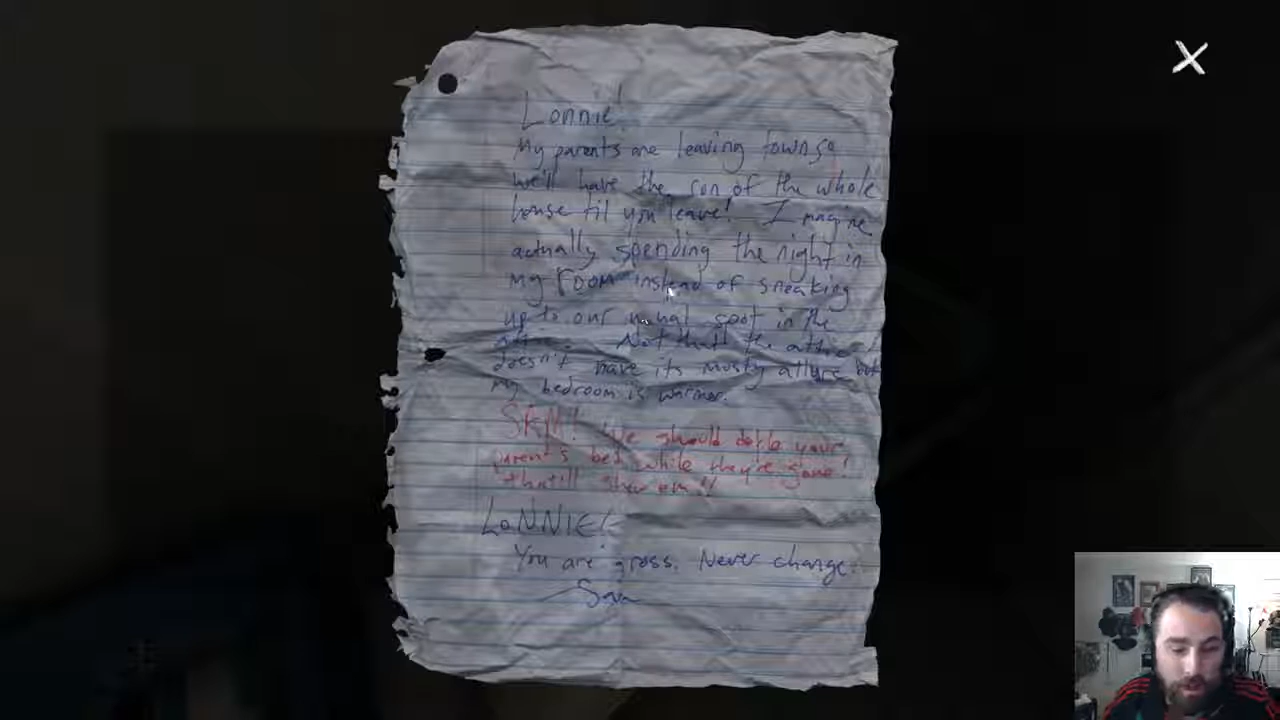 Lonnie!
My parents are leaving town so
we'll have the run of the whole
house til you leave! Imagine
actually spending the night in
my room instead of sneaking
up to our usual spot in the
Not that the attic
doesn't have its musty allure but
my bedroom is warmer.
SAM! We should defile your
parent's bed while they're gone!
that'll show em!!
LONNIE!
You are gross. Never change.
Sam